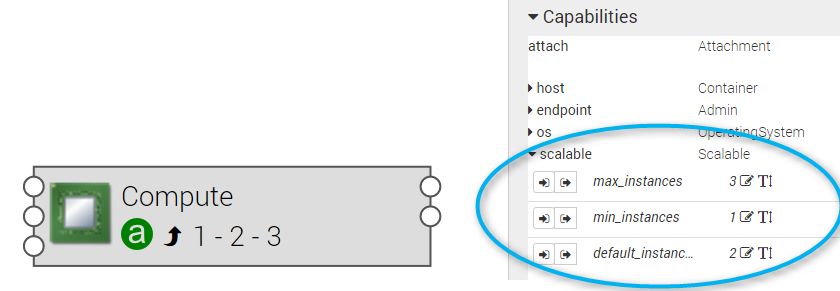 Compute
a 1 - 2 - 3
Capabilities
attach Attachment
host Container
endpoint Admin
os OperatingSystem
scalable Scalable
max_instances 3
min_instances 1
default_instanc... 2